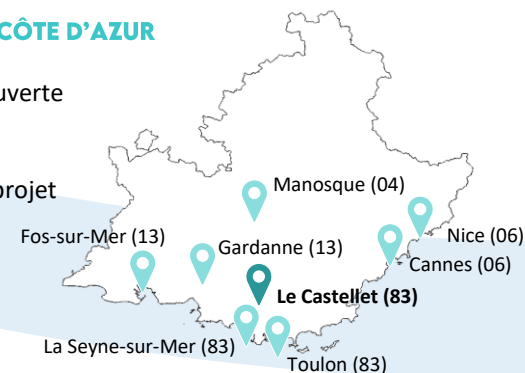 CÔTE D'AZUR
uverte
projet
Manosque (04)
Fos-sur-Mer (13)
Gardanne (13)
Nice (06)
Cannes (06)
Le Castellet (83)
La Seyne-sur-Mer (83)
Toulon (83)